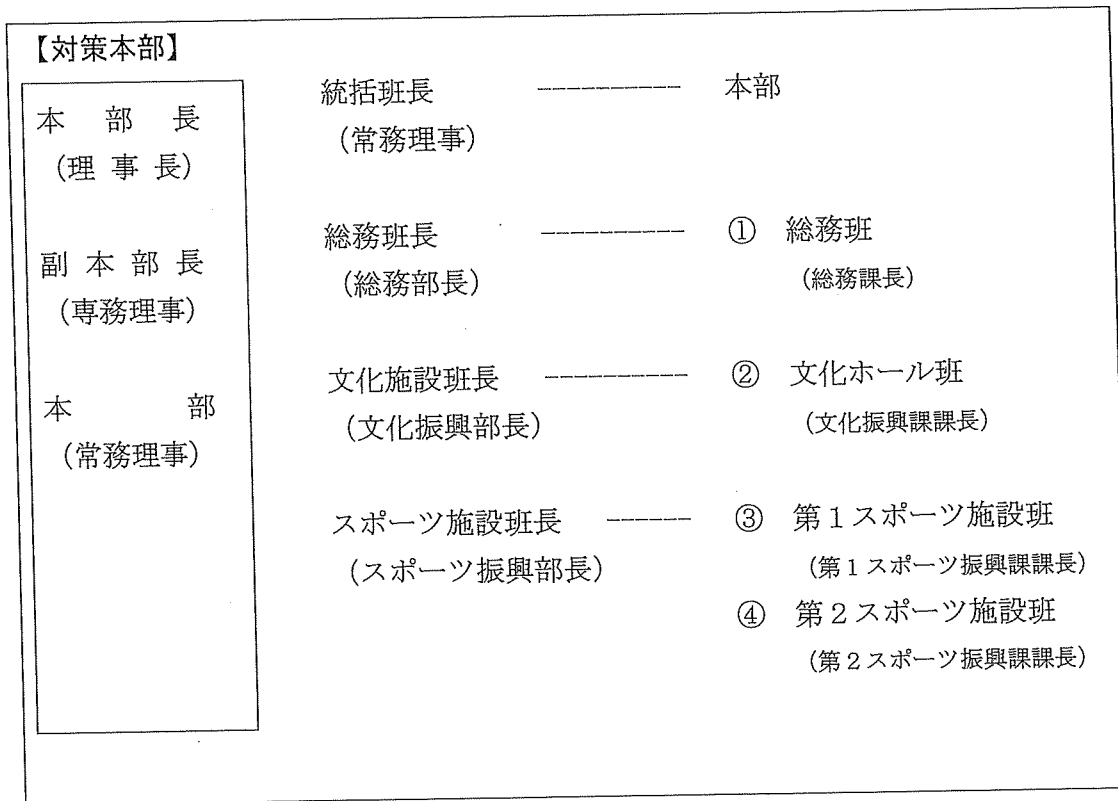 【対策本部】
本部長
(理事長)
副本部長
(専務理事)
本部
(常務理事)
統括班長 ---------- 本部
(常務理事)
総務班長 ---------- ① 総務班
(総務部長) (総務課長)
文化施設班長 ---------- ② 文化ホール班
(文化振興部長) (文化振興課課長)
スポーツ施設班長 ------ ③ 第1スポーツ施設班
(スポーツ振興部長) (第1スポーツ振興課課長)
④ 第2スポーツ施設班
(第2スポーツ振興課課長)